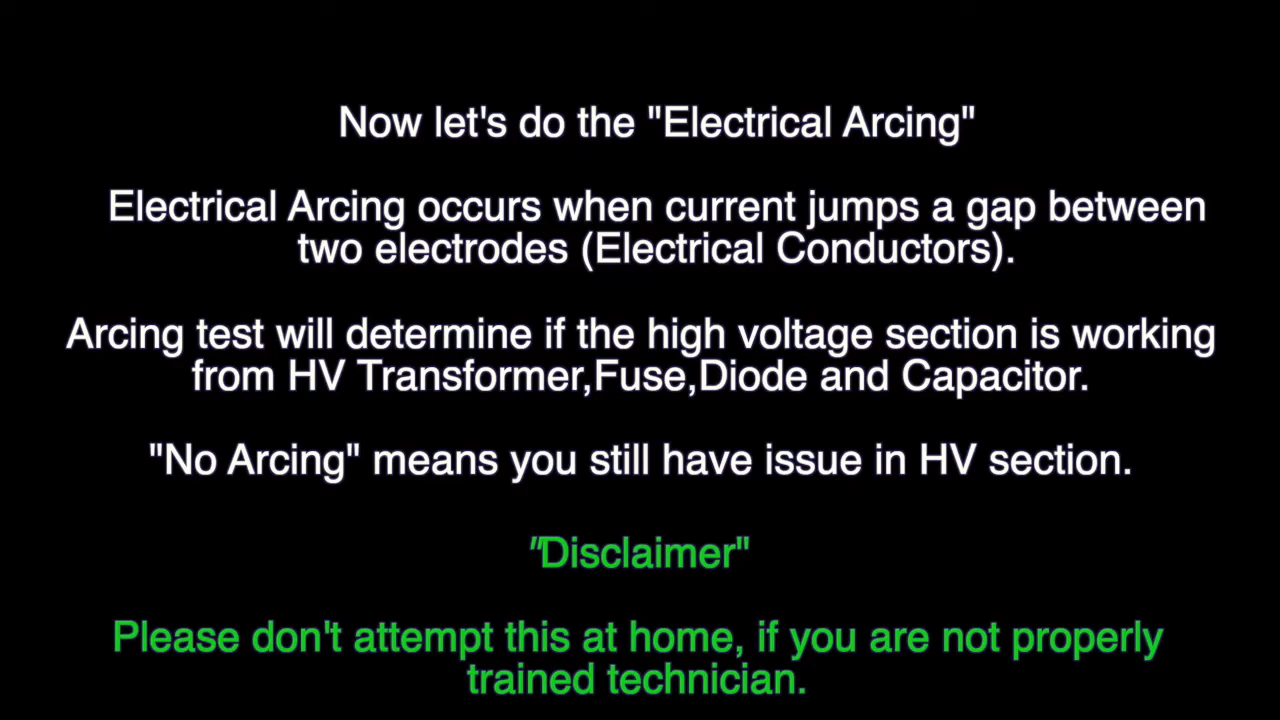 Now let's do the "Electrical Arcing"
Electrical Arcing occurs when current jumps a gap between
two electrodes (Electrical Conductors).
Arcing test will determine if the high voltage section is working
from HV Transformer,Fuse,Diode and Capacitor.
"No Arcing" means you still have issue in HV section.
"Disclaimer"
Please don't attempt this at home, if you are not properly
trained technician.